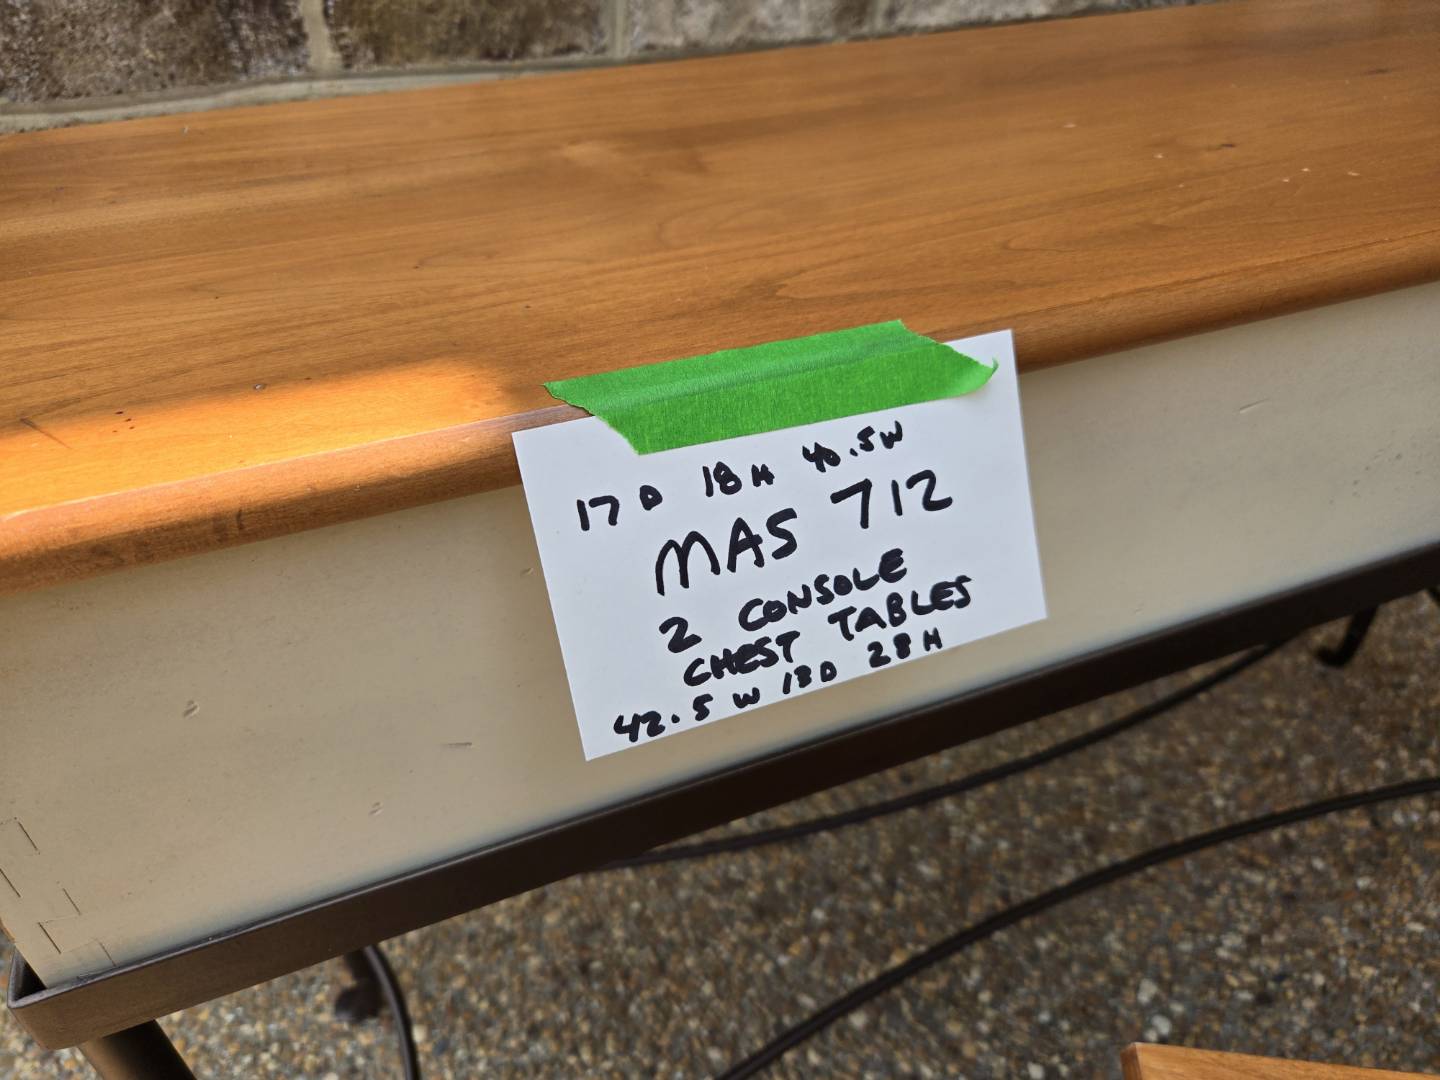 17 D 18 H 40.5 W
MAS 712
2 CONSOLE
CHEST TABLES
42.5 W 13 D 28 H